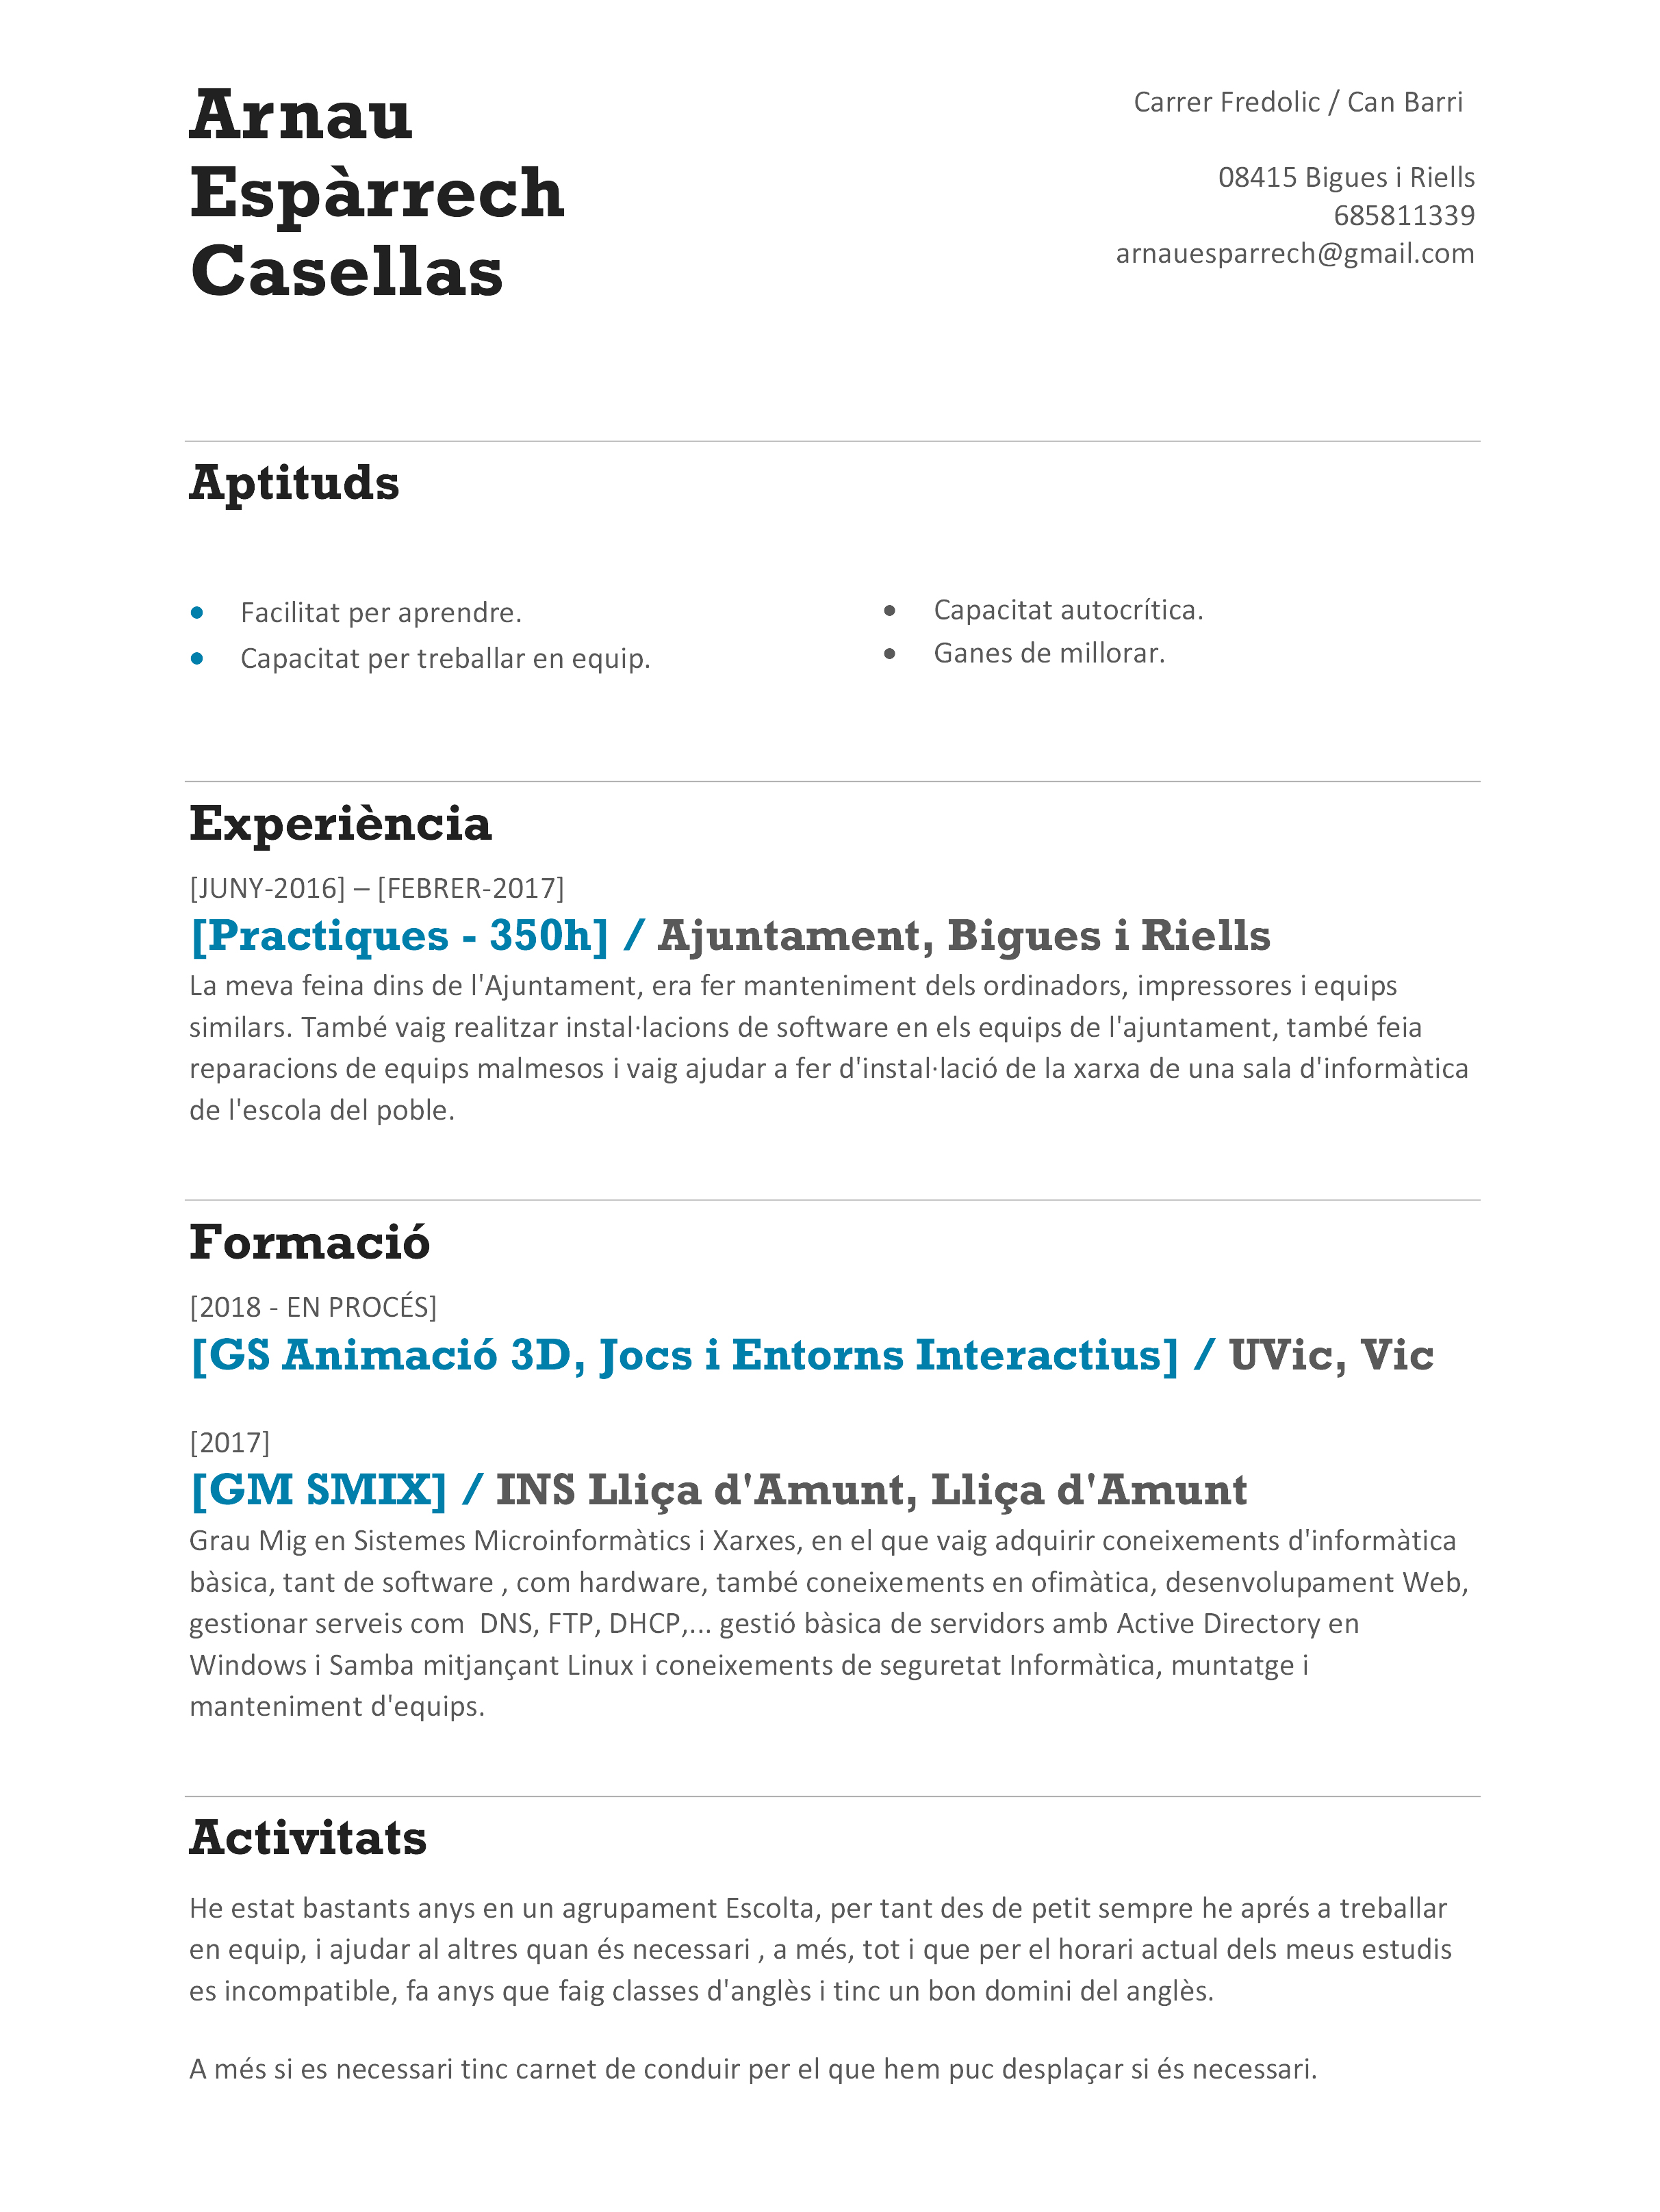 Arnau
Espàrrech
Casellas
Carrer Fredolic / Can Barri
08415 Bigues i Riells
685811339
arnauesparrech@gmail.com
Aptituds
• Facilitat per aprendre.
• Capacitat per treballar en equip.
• Capacitat autocrítica.
• Ganes de millorar.
Experiència
[JUNY-2016] – [FEBRER-2017]
[Practiques - 350h] / Ajuntament, Bigues i Riells
La meva feina dins de l'Ajuntament, era fer manteniment dels ordinadors, impressores i equips
similars. També vaig realitzar instal·lacions de software en els equips de l'ajuntament, també feia
reparacions de equips malmesos i vaig ajudar a fer d'instal·lació de la xarxa de una sala d'informàtica
de l'escola del poble.
Formació
[2018 - EN PROCÉS]
[GS Animació 3D, Jocs i Entorns Interactius] / UVic, Vic
[2017]
[GM SMIX] / INS Lliça d'Amunt, Lliça d'Amunt
Grau Mig en Sistemes Microinformàtics i Xarxes, en el que vaig adquirir coneixements d'informàtica
bàsica, tant de software , com hardware, també coneixements en ofimàtica, desenvolupament Web,
gestionar serveis com  DNS, FTP, DHCP,... gestió bàsica de servidors amb Active Directory en
Windows i Samba mitjançant Linux i coneixements de seguretat Informàtica, muntatge i
manteniment d'equips.
Activitats
He estat bastants anys en un agrupament Escolta, per tant des de petit sempre he aprés a treballar
en equip, i ajudar al altres quan és necessari , a més, tot i que per el horari actual dels meus estudis
es incompatible, fa anys que faig classes d'anglès i tinc un bon domini del anglès.
A més si es necessari tinc carnet de conduir per el que hem puc desplaçar si és necessari.